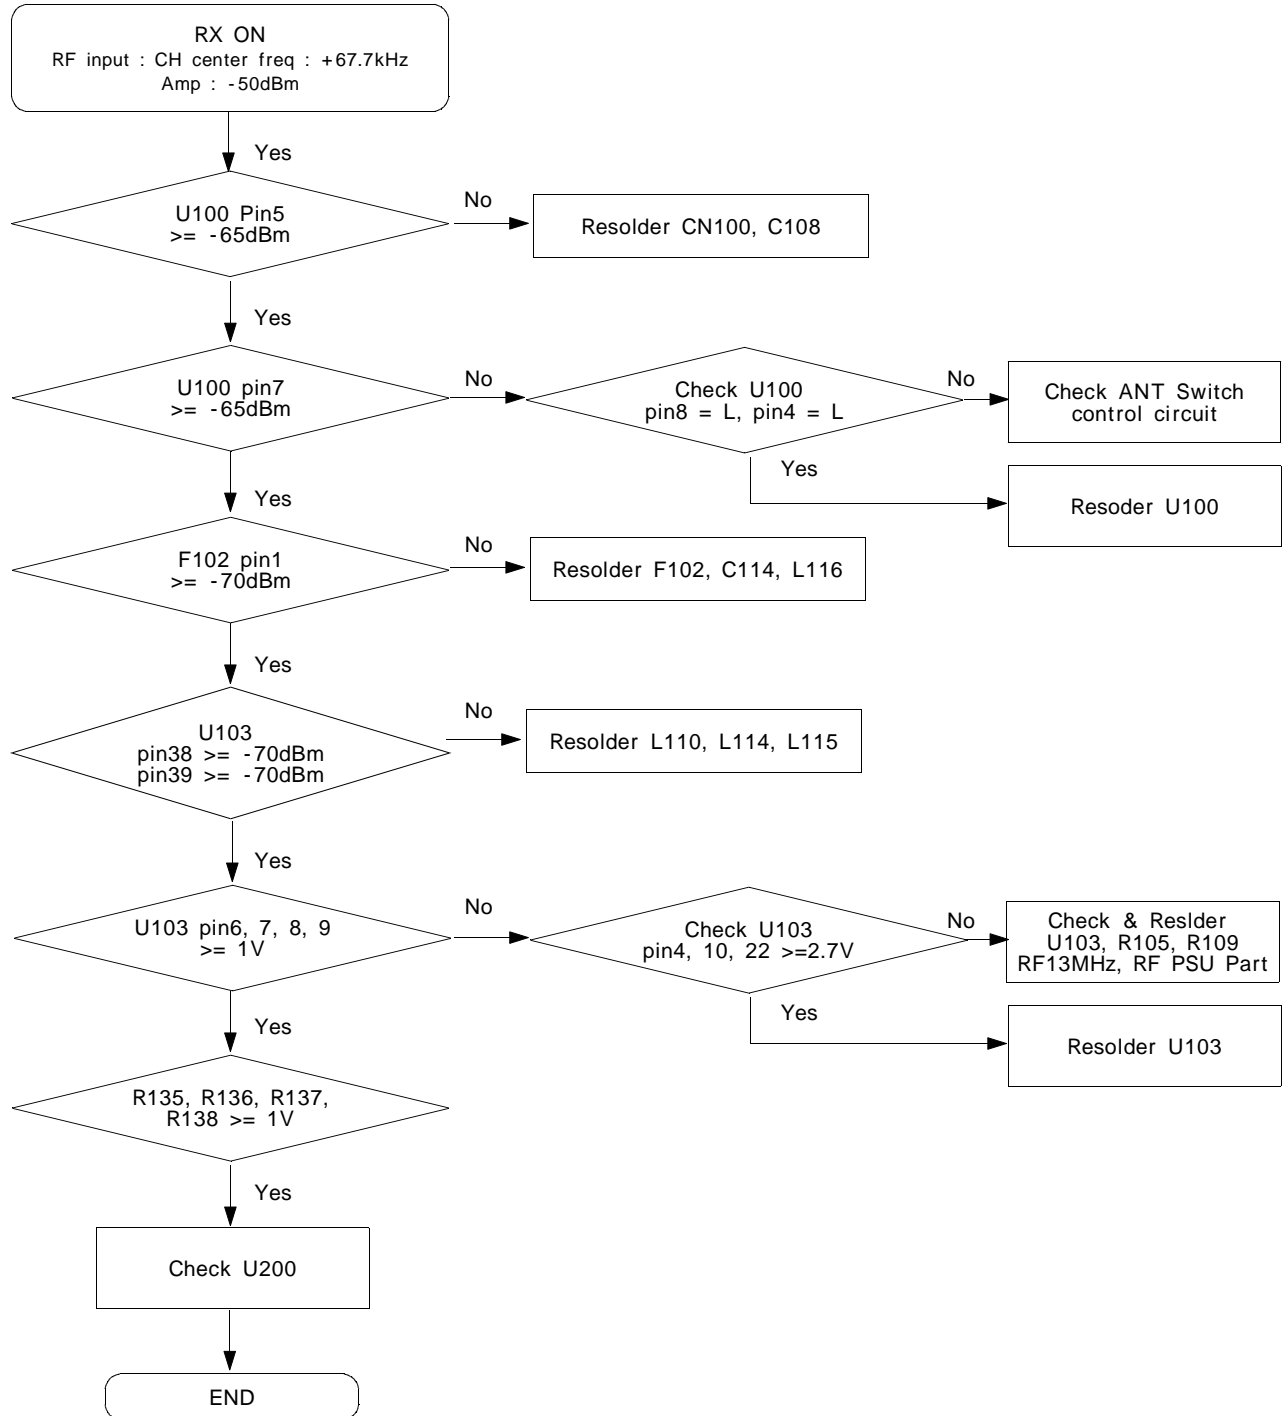 RX ON
RF input : CH center freq : +67.7kHz
Amp : -50dBm
Yes
U100 Pin5
>= -65dBm
No
Resolder CN100, C108
Yes
U100 pin7
>= -65dBm
No
Check U100
pin8 = L, pin4 = L
No
Check ANT Switch
control circuit
Yes
Resoder U100
Yes
F102 pin1
>= -70dBm
No
Resolder F102, C114, L116
Yes
U103
pin38 >= -70dBm
pin39 >= -70dBm
No
Resolder L110, L114, L115
Yes
U103 pin6, 7, 8, 9
>= 1V
No
Check U103
pin4, 10, 22 >=2.7V
No
Check & Reslder
U103, R105, R109
RF13MHz, RF PSU Part
Yes
Resolder U103
Yes
R135, R136, R137,
R138 >= 1V
Yes
Check U200
END